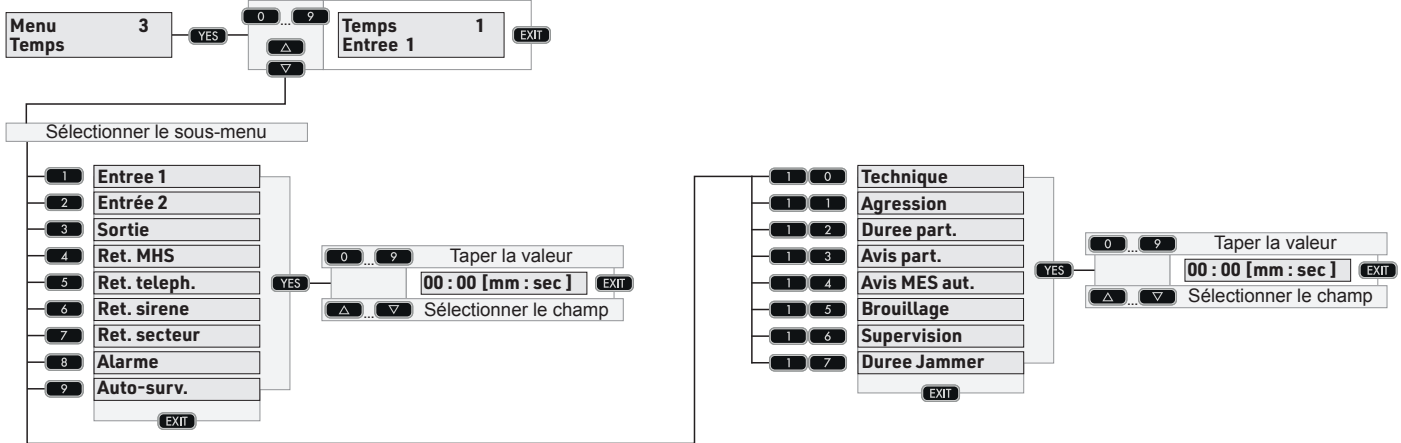 Menu 3
Temps
YES
0 ... 9
Temps 1
Entree 1
EXIT
Sélectionner le sous-menu
1 Entree 1
2 Entrée 2
3 Sortie
4 Ret. MHS
5 Ret. teleph.
6 Ret. sirene
7 Ret. secteur
8 Alarme
9 Auto-surv.
EXIT
YES
0 ... 9 Taper la valeur
00 : 00 [mm : sec ] EXIT
... Sélectionner le champ
1 0 Technique
1 1 Agression
1 2 Duree part.
1 3 Avis part.
1 4 Avis MES aut.
1 5 Brouillage
1 6 Supervision
1 7 Duree Jammer
EXIT
YES
0 ... 9 Taper la valeur
00 : 00 [mm : sec ] EXIT
... Sélectionner le champ